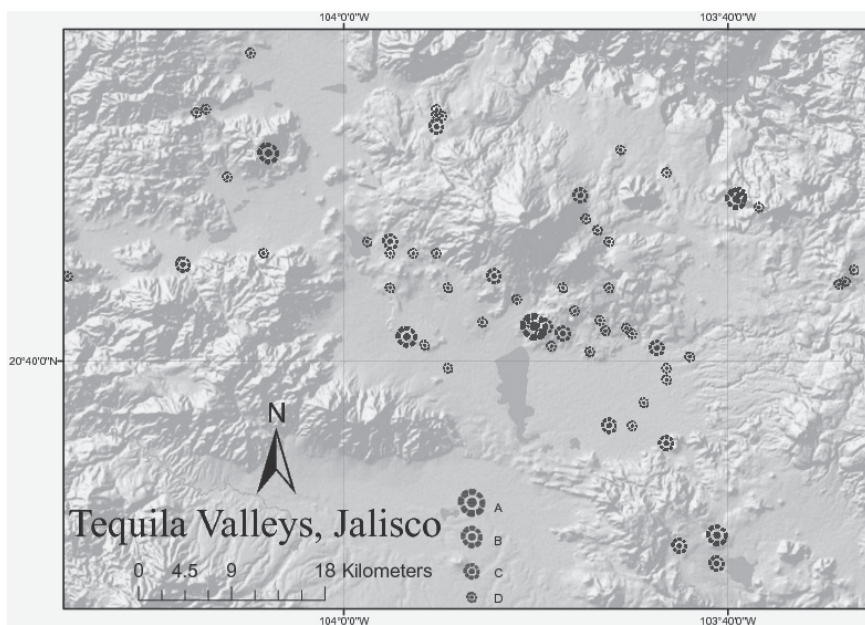 104°0'0"W 103°40'0"W
20°40'0"N
N
Tequila Valleys, Jalisco
0 4.5 9 18 Kilometers
A
B
C
D
104°0'0"W 103°40'0"W